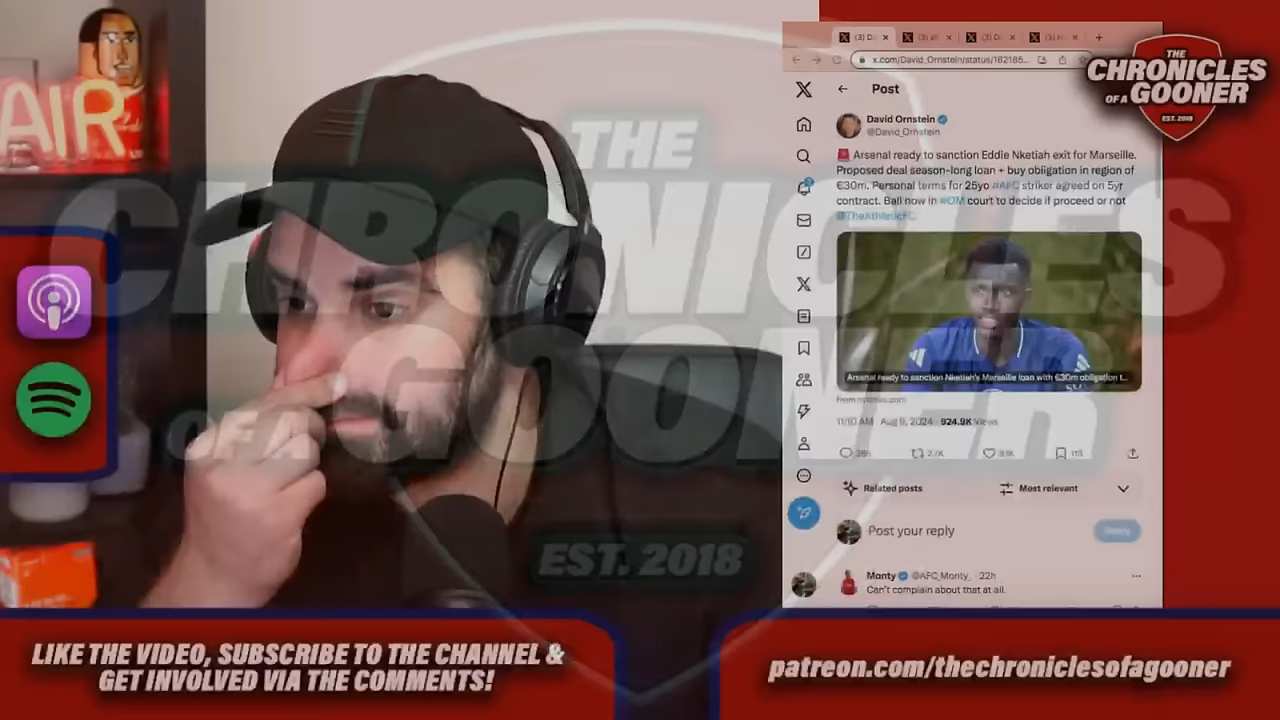 AIR
THE
CHRONICLES
OF A GOONER
EST. 2018
THE
CHRONICLES
OF A GOONER
EST. 2018
x.com/David_Ornstein/status/182185...
Post
David Ornstein
@David_Ornstein
Arsenal ready to sanction Eddie Nketiah exit for Marseille.
Proposed deal season-long loan + buy obligation in region of
€30m. Personal terms for 25yo #AFC striker agreed on 5yr
contract. Ball now in #OM court to decide if proceed or not
@TheAthleticFC
Arsenal ready to sanction Nketiah's Marseille loan with €30m obligation t...
From nytimes.com
11:10 AM · Aug 9, 2024 · 924.9K Views
2.7K
113
Related posts
Most relevant
Post your reply
Reply
Monty @AFC_Monty_ · 22h
Can't complain about that at all.
LIKE THE VIDEO, SUBSCRIBE TO THE CHANNEL &
GET INVOLVED VIA THE COMMENTS!
patreon.com/thechroniclesofagooner